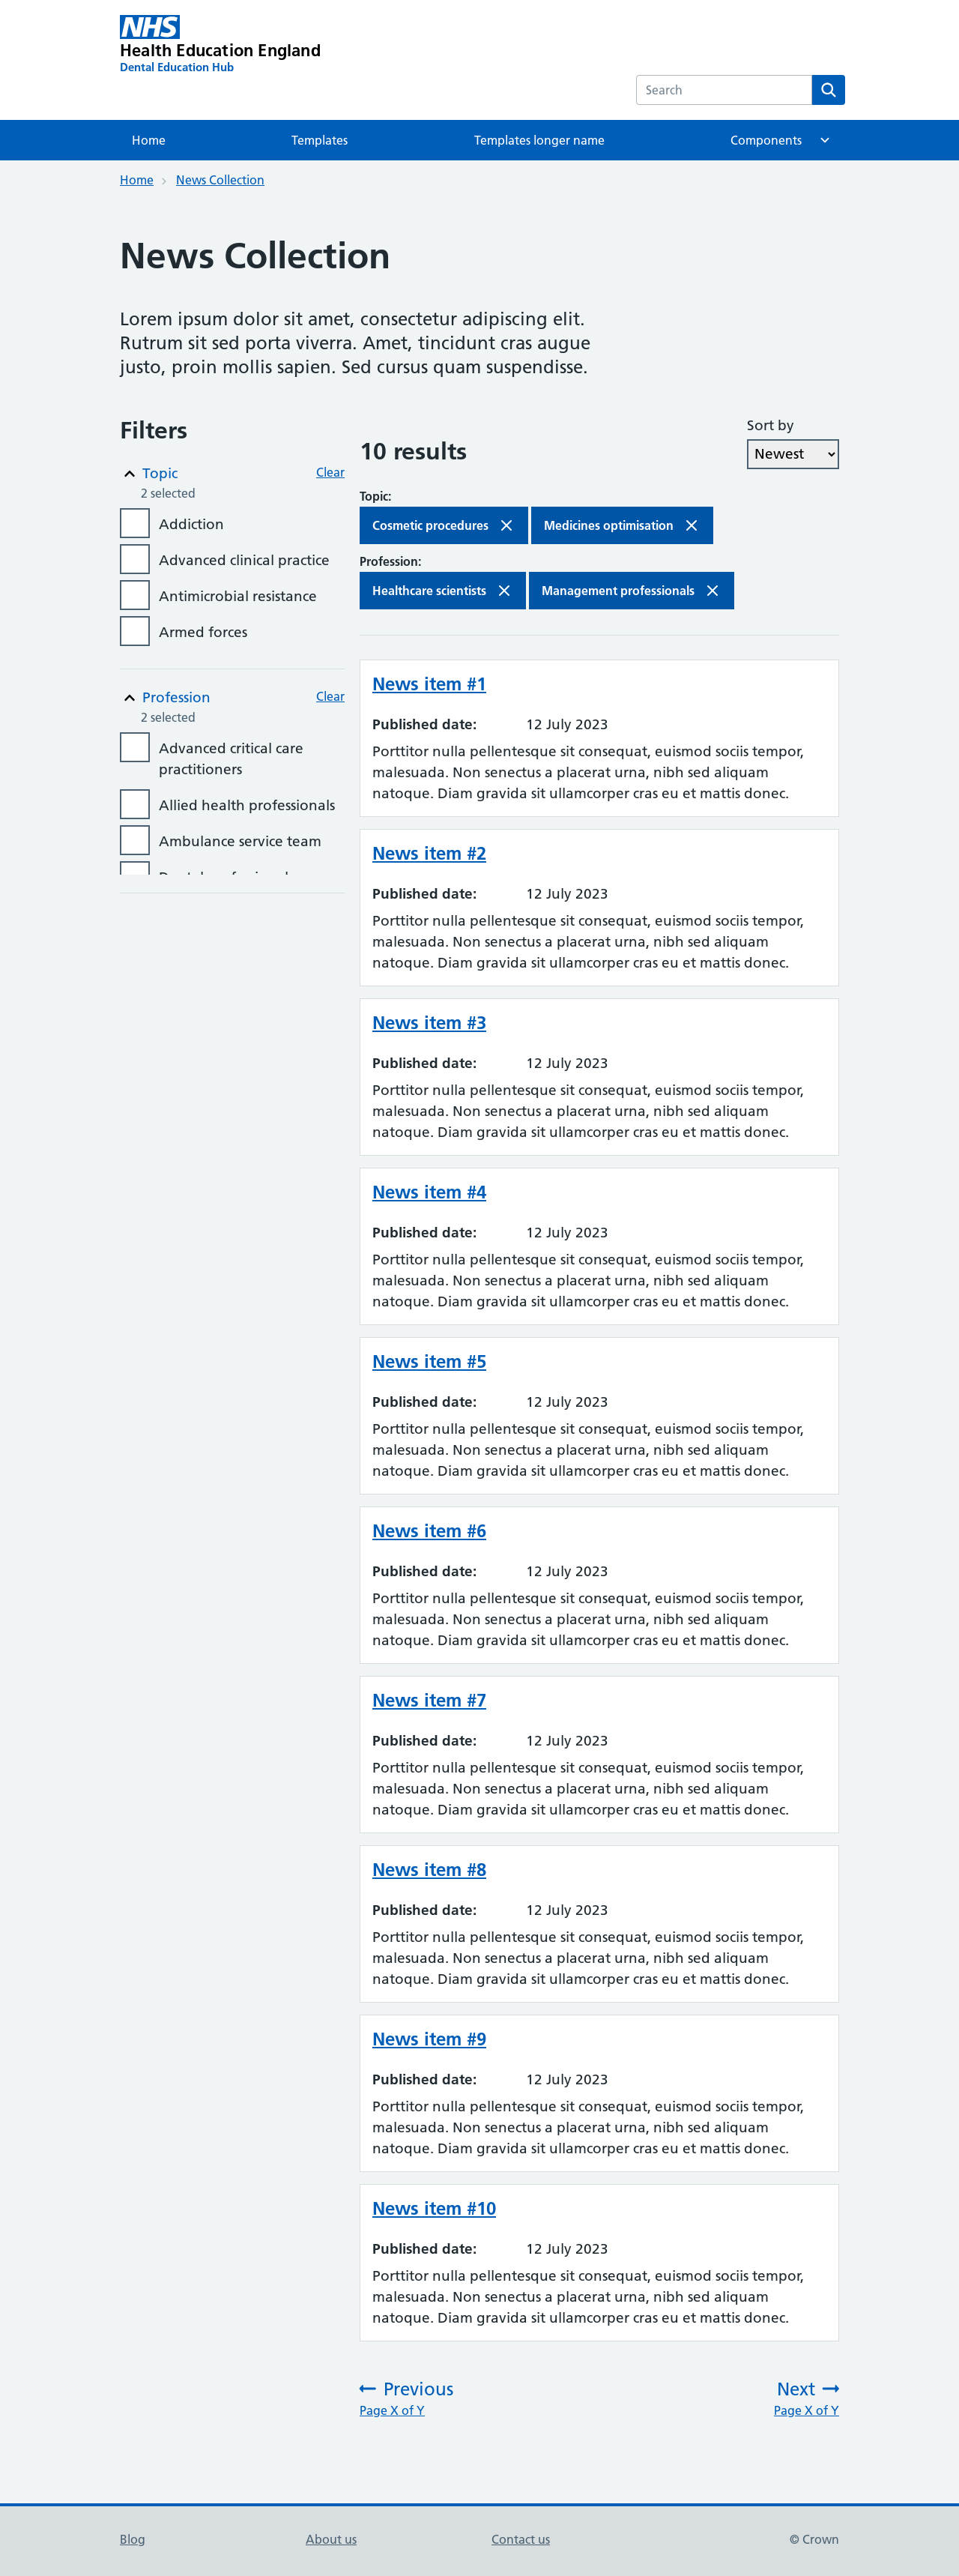 NHS
Health Education England
Dental Education Hub
Search
Home
Templates
Templates longer name
Components
Home
News Collection
News Collection
Lorem ipsum dolor sit amet, consectetur adipiscing elit.
Rutrum sit sed porta viverra. Amet, tincidunt cras augue
justo, proin mollis sapien. Sed cursus quam suspendisse.
Filters
Topic
Clear
2 selected
Addiction
Advanced clinical practice
Antimicrobial resistance
Armed forces
Profession
Clear
2 selected
Advanced critical care
practitioners
Allied health professionals
Ambulance service team
10 results
Sort by
Newest
Topic:
Cosmetic procedures
Medicines optimisation
Profession:
Healthcare scientists
Management professionals
News item #1
Published date: 12 July 2023
Porttitor nulla pellentesque sit consequat, euismod sociis tempor,
malesuada. Non senectus a placerat urna, nibh sed aliquam
natoque. Diam gravida sit ullamcorper cras eu et mattis donec.
News item #2
Published date: 12 July 2023
Porttitor nulla pellentesque sit consequat, euismod sociis tempor,
malesuada. Non senectus a placerat urna, nibh sed aliquam
natoque. Diam gravida sit ullamcorper cras eu et mattis donec.
News item #3
Published date: 12 July 2023
Porttitor nulla pellentesque sit consequat, euismod sociis tempor,
malesuada. Non senectus a placerat urna, nibh sed aliquam
natoque. Diam gravida sit ullamcorper cras eu et mattis donec.
News item #4
Published date: 12 July 2023
Porttitor nulla pellentesque sit consequat, euismod sociis tempor,
malesuada. Non senectus a placerat urna, nibh sed aliquam
natoque. Diam gravida sit ullamcorper cras eu et mattis donec.
News item #5
Published date: 12 July 2023
Porttitor nulla pellentesque sit consequat, euismod sociis tempor,
malesuada. Non senectus a placerat urna, nibh sed aliquam
natoque. Diam gravida sit ullamcorper cras eu et mattis donec.
News item #6
Published date: 12 July 2023
Porttitor nulla pellentesque sit consequat, euismod sociis tempor,
malesuada. Non senectus a placerat urna, nibh sed aliquam
natoque. Diam gravida sit ullamcorper cras eu et mattis donec.
News item #7
Published date: 12 July 2023
Porttitor nulla pellentesque sit consequat, euismod sociis tempor,
malesuada. Non senectus a placerat urna, nibh sed aliquam
natoque. Diam gravida sit ullamcorper cras eu et mattis donec.
News item #8
Published date: 12 July 2023
Porttitor nulla pellentesque sit consequat, euismod sociis tempor,
malesuada. Non senectus a placerat urna, nibh sed aliquam
natoque. Diam gravida sit ullamcorper cras eu et mattis donec.
News item #9
Published date: 12 July 2023
Porttitor nulla pellentesque sit consequat, euismod sociis tempor,
malesuada. Non senectus a placerat urna, nibh sed aliquam
natoque. Diam gravida sit ullamcorper cras eu et mattis donec.
News item #10
Published date: 12 July 2023
Porttitor nulla pellentesque sit consequat, euismod sociis tempor,
malesuada. Non senectus a placerat urna, nibh sed aliquam
natoque. Diam gravida sit ullamcorper cras eu et mattis donec.
Previous
Page X of Y
Next
Page X of Y
Blog
About us
Contact us
© Crown